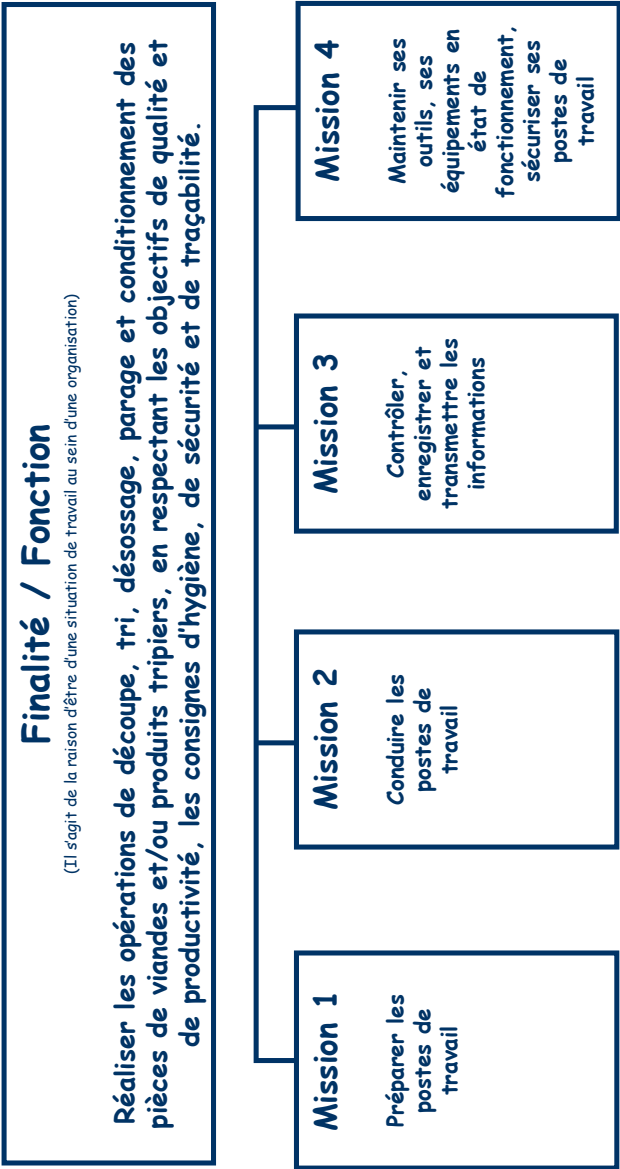 Finalité / Fonction
(Il s'agit de la raison d'être d'une situation de travail au sein d'une organisation)
Réaliser les opérations de découpe, tri, désossage, parage et conditionnement des
pièces de viandes et/ou produits tripiers, en respectant les objectifs de qualité et
de productivité, les consignes d'hygiène, de sécurité et de traçabilité.
Mission 1
Préparer les
postes de
travail
Mission 2
Conduire les
postes de
travail
Mission 3
Contrôler,
enregistrer et
transmettre les
informations
Mission 4
Maintenir ses
outils, ses
équipements en
état de
fonctionnement,
sécuriser ses
postes de
travail